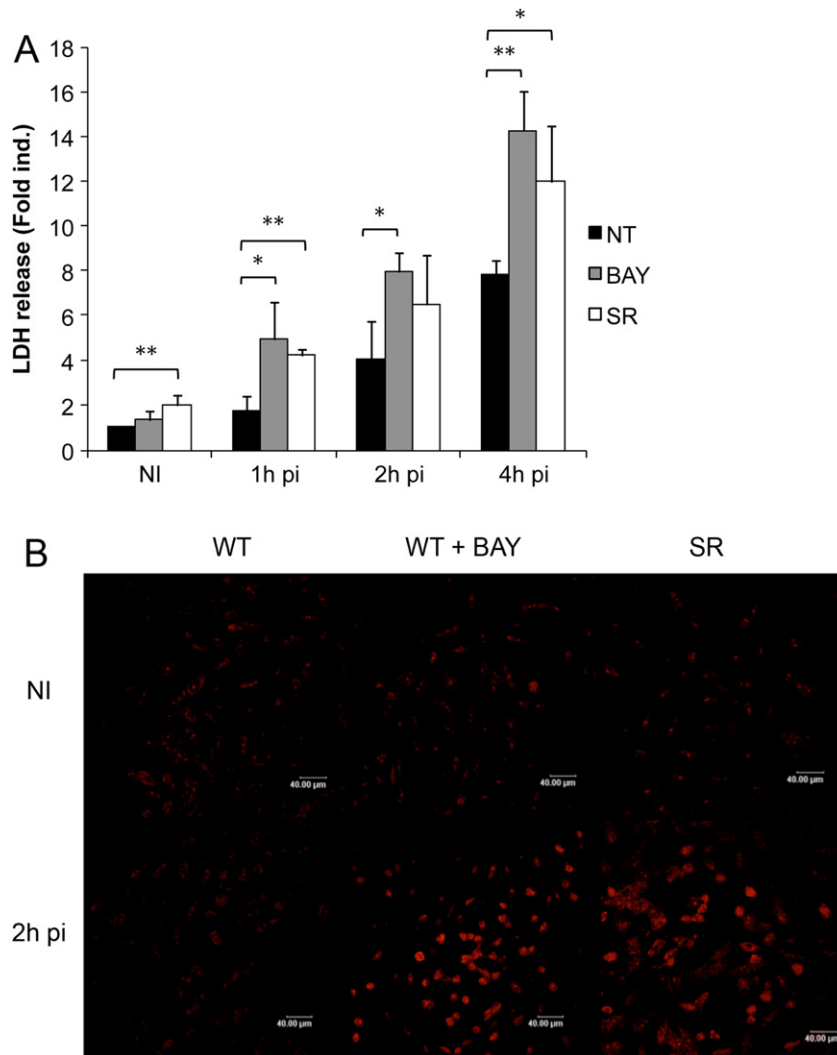 A
LDH release (Fold ind.)
18
16
14
12
10
8
6
4
2
0
**
*
**
*
**
*
NT
BAY
SR
NI 1h pi 2h pi 4h pi
B
WT WT + BAY SR
NI
40.00 µm 40.00 µm 40.00 µm
2h pi
40.00 µm 40.00 µm 40.00 µm